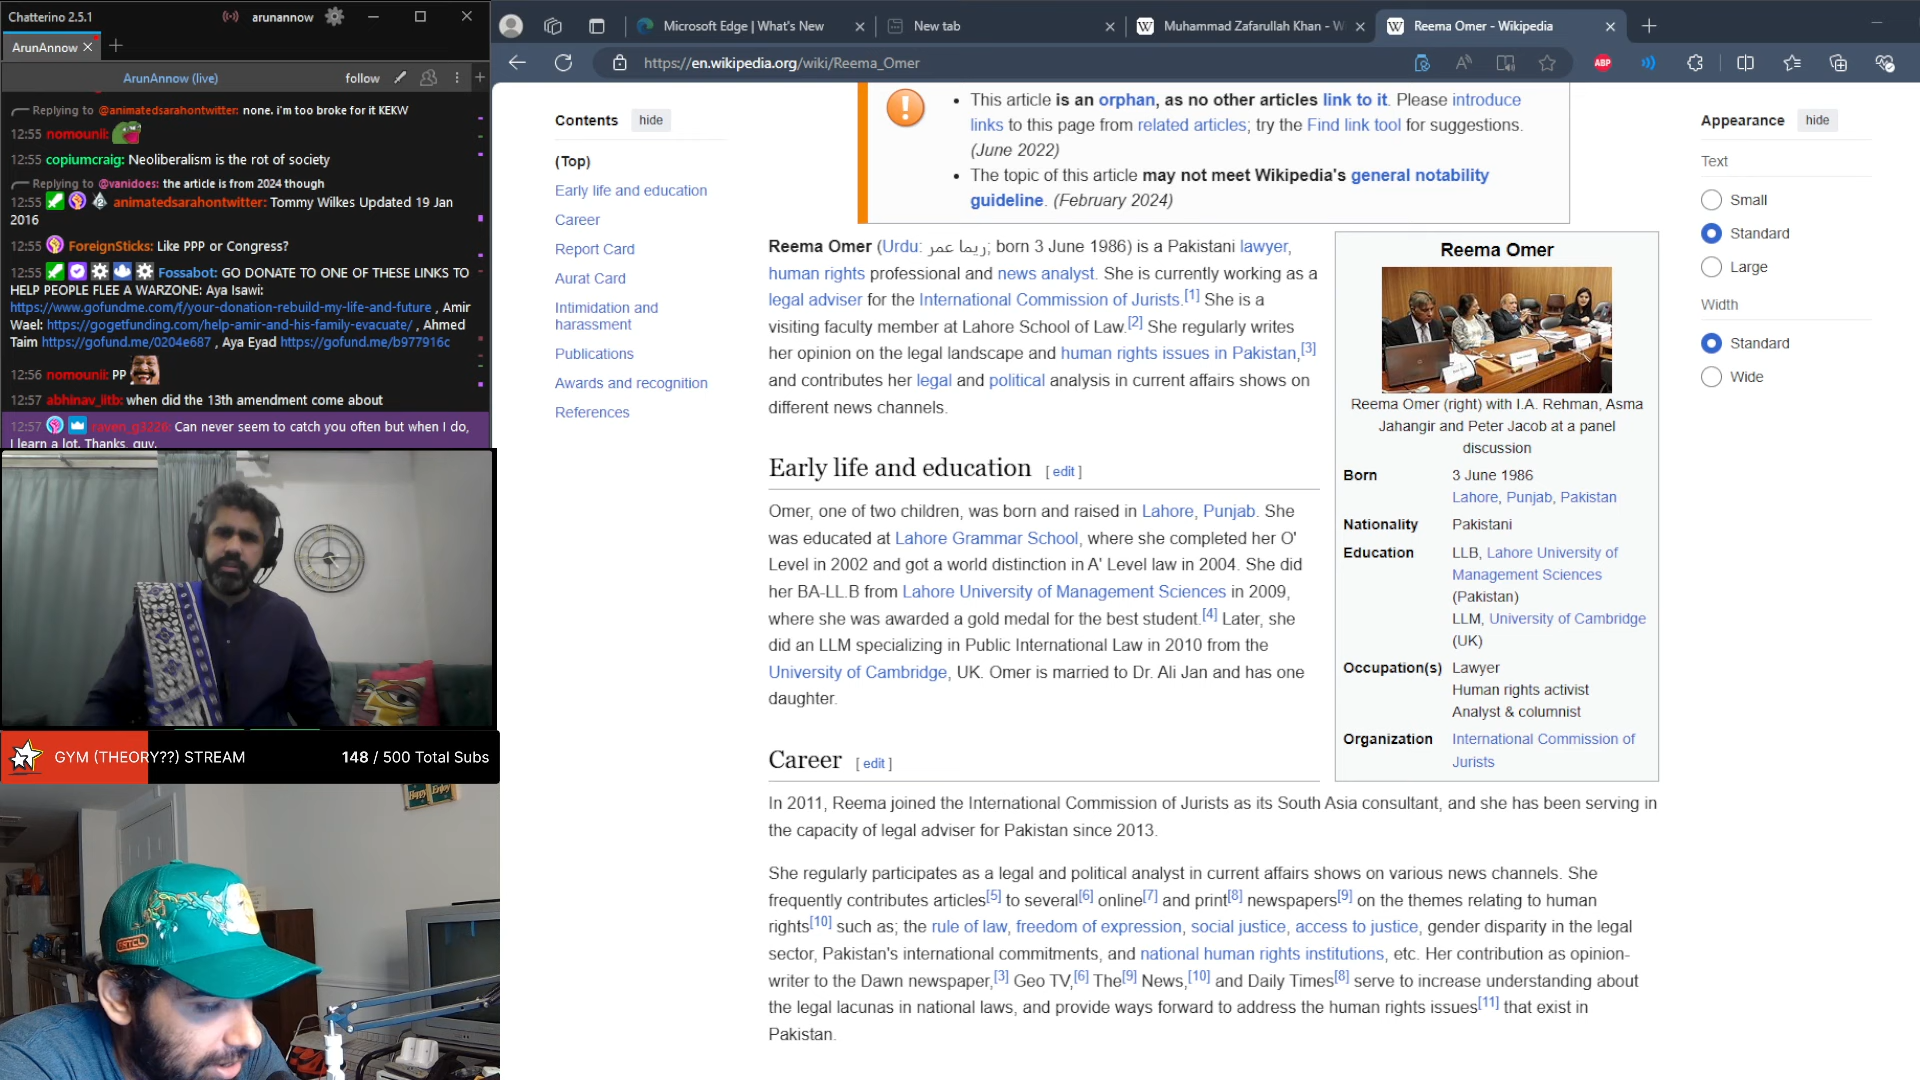 Chatterino 2.5.1
arunannow
ArunAnnow
ArunAnnow (live)
follow
Replying to @animatedsarahontwitter: none. i'm too broke for it KEKW
12:55 nomounii:
12:55 copiumcraig: Neoliberalism is the rot of society
Replying to @vanidoes: the article is from 2024 though
12:55 animatedsarahontwitter: Tommy Wilkes Updated 19 Jan
2016
12:55 ForeignSticks: Like PPP or Congress?
12:55 Fossabot: GO DONATE TO ONE OF THESE LINKS TO
HELP PEOPLE FLEE A WARZONE: Aya Isawi:
https://www.gofundme.com/f/your-donation-rebuild-my-life-and-future , Amir
Wael: https://gogetfunding.com/help-amir-and-his-family-evacuate/ , Ahmed
Taim https://gofund.me/0204e687 , Aya Eyad https://gofund.me/b977916c
12:56 nomounii: PP
12:57 abhinav_iitb: when did the 13th amendment come about
12:57 raven_g3226: Can never seem to catch you often but when I do,
I learn a lot. Thanks, guy.
GYM (THEORY??) STREAM
148 / 500 Total Subs
Microsoft Edge | What's New
New tab
Muhammad Zafarullah Khan - W
Reema Omer - Wikipedia
https://en.wikipedia.org/wiki/Reema_Omer
ABP
Contents hide
(Top)
Early life and education
Career
Report Card
Aurat Card
Intimidation and
harassment
Publications
Awards and recognition
References
This article is an orphan, as no other articles link to it. Please introduce
links to this page from related articles; try the Find link tool for suggestions.
(June 2022)
The topic of this article may not meet Wikipedia's general notability
guideline. (February 2024)
Reema Omer (Urdu: ریما عمر; born 3 June 1986) is a Pakistani lawyer,
human rights professional and news analyst. She is currently working as a
legal adviser for the International Commission of Jurists.[1] She is a
visiting faculty member at Lahore School of Law.[2] She regularly writes
her opinion on the legal landscape and human rights issues in Pakistan,[3]
and contributes her legal and political analysis in current affairs shows on
different news channels.
Early life and education [ edit ]
Omer, one of two children, was born and raised in Lahore, Punjab. She
was educated at Lahore Grammar School, where she completed her O'
Level in 2002 and got a world distinction in A' Level law in 2004. She did
her BA-LL.B from Lahore University of Management Sciences in 2009,
where she was awarded a gold medal for the best student.[4] Later, she
did an LLM specializing in Public International Law in 2010 from the
University of Cambridge, UK. Omer is married to Dr. Ali Jan and has one
daughter.
Career [ edit ]
In 2011, Reema joined the International Commission of Jurists as its South Asia consultant, and she has been serving in
the capacity of legal adviser for Pakistan since 2013.
She regularly participates as a legal and political analyst in current affairs shows on various news channels. She
frequently contributes articles[5] to several[6] online[7] and print[8] newspapers[9] on the themes relating to human
rights[10] such as; the rule of law, freedom of expression, social justice, access to justice, gender disparity in the legal
sector, Pakistan's international commitments, and national human rights institutions, etc. Her contribution as opinion-
writer to the Dawn newspaper,[3] Geo TV,[6] The[9] News,[10] and Daily Times[8] serve to increase understanding about
the legal lacunas in national laws, and provide ways forward to address the human rights issues[11] that exist in
Pakistan.
Reema Omer
Reema Omer (right) with I.A. Rehman, Asma
Jahangir and Peter Jacob at a panel
discussion
Born 3 June 1986
Lahore, Punjab, Pakistan
Nationality Pakistani
Education LLB, Lahore University of
Management Sciences
(Pakistan)
LLM, University of Cambridge
(UK)
Occupation(s) Lawyer
Human rights activist
Analyst & columnist
Organization International Commission of
Jurists
Appearance hide
Text
Small
Standard
Large
Width
Standard
Wide